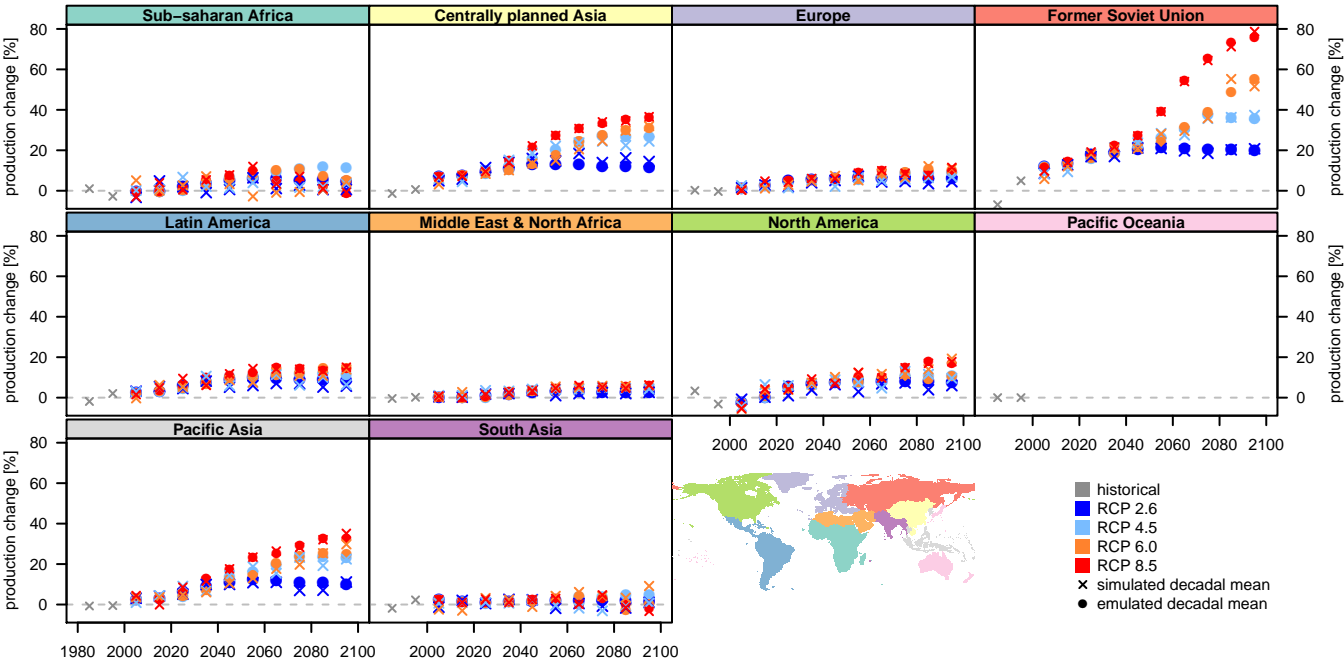 Sub−saharan Africa
Centrally planned Asia
Europe
Former Soviet Union
production change [%]
80
60
40
20
0
80
60
40
20
0
production change [%]
Latin America
Middle East & North Africa
North America
Pacific Oceania
production change [%]
80
60
40
20
0
80
60
40
20
0
production change [%]
2000 2020 2040 2060 2080 2100
2000 2020 2040 2060 2080 2100
Pacific Asia
South Asia
production change [%]
80
60
40
20
0
1980 2000 2020 2040 2060 2080 2100
2000 2020 2040 2060 2080 2100
historical
RCP 2.6
RCP 4.5
RCP 6.0
RCP 8.5
simulated decadal mean
emulated decadal mean